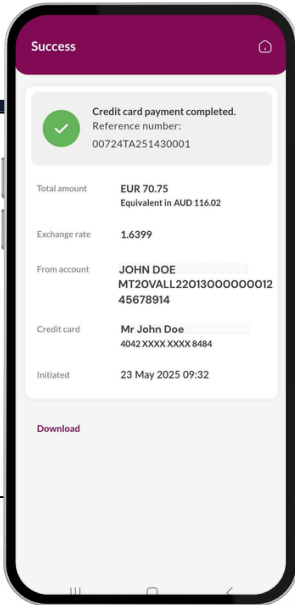 Success
Credit card payment completed.
Reference number:
00724TA251430001
Total amount EUR 70.75
Equivalent in AUD 116.02
Exchange rate 1.6399
From account JOHN DOE
MT20VALL22013000000012
45678914
Credit card Mr John Doe
4042 XXXX XXXX 8484
Initiated 23 May 2025 09:32
Download